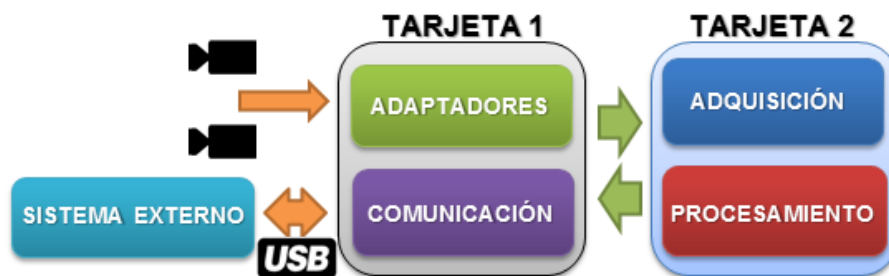 TARJETA 1
TARJETA 2
ADAPTADORES
ADQUISICIÓN
SISTEMA EXTERNO
USB
COMUNICACIÓN
PROCESAMIENTO